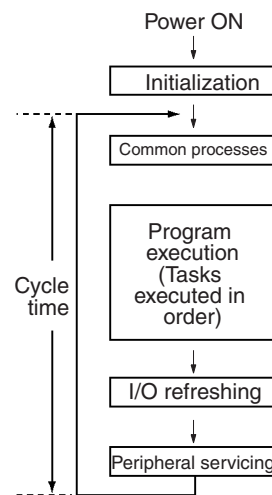 Power ON
Initialization
Common processes
Program
execution
(Tasks
executed in
order)
Cycle
time
I/O refreshing
Peripheral servicing